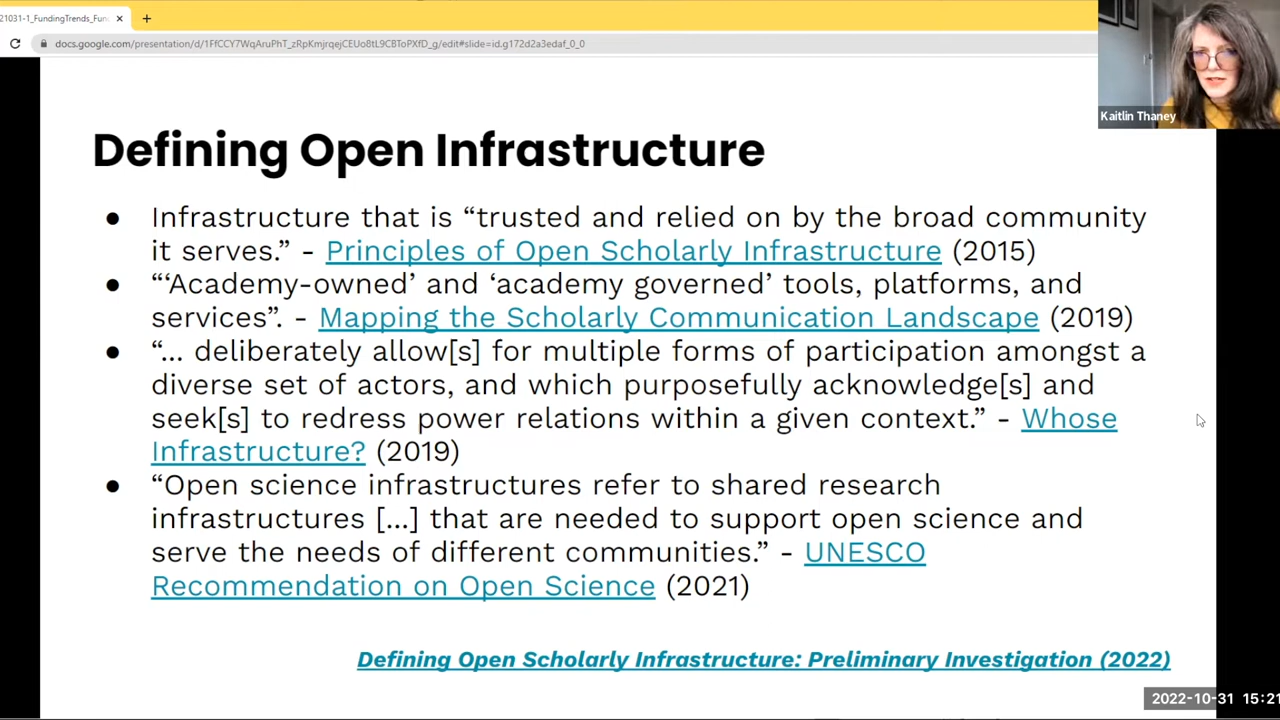 21031-1_FundingTrends_Fun
docs.google.com/presentation/d/1FfCCY7WqAruPhT_zRpKmjrqejCEUo8tL9CBToPXfD_g/edit#slide=id.g172d2a3edaf_0_0
Kaitlin Thaney
Defining Open Infrastructure
● Infrastructure that is “trusted and relied on by the broad community
it serves.” - Principles of Open Scholarly Infrastructure (2015)
● “‘Academy-owned’ and ‘academy governed’ tools, platforms, and
services”. - Mapping the Scholarly Communication Landscape (2019)
● “... deliberately allow[s] for multiple forms of participation amongst a
diverse set of actors, and which purposefully acknowledge[s] and
seek[s] to redress power relations within a given context.” - Whose
Infrastructure? (2019)
● “Open science infrastructures refer to shared research
infrastructures [...] that are needed to support open science and
serve the needs of different communities.” - UNESCO
Recommendation on Open Science (2021)
Defining Open Scholarly Infrastructure: Preliminary Investigation (2022)
2022-10-31 15:21